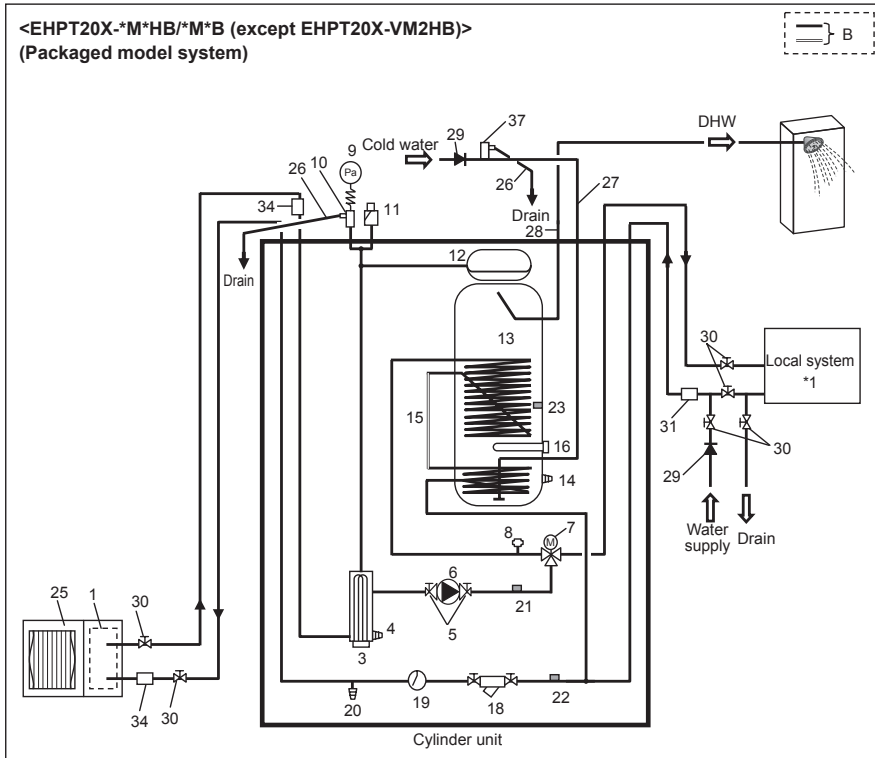 <EHPT20X-*M*HB/*M*B (except EHPT20X-VM2HB)>
(Packaged model system)
B
DHW
37
Cold water
29
9
Pa
10
26
11
34
26
27
Drain
28
Drain
12
13
30
Local system
*1
15
23
31
30
16
29
14
7
8
M
Water
supply
Drain
6
25
1
30
21
4
5
3
34
30
20
19
18
22
Cylinder unit